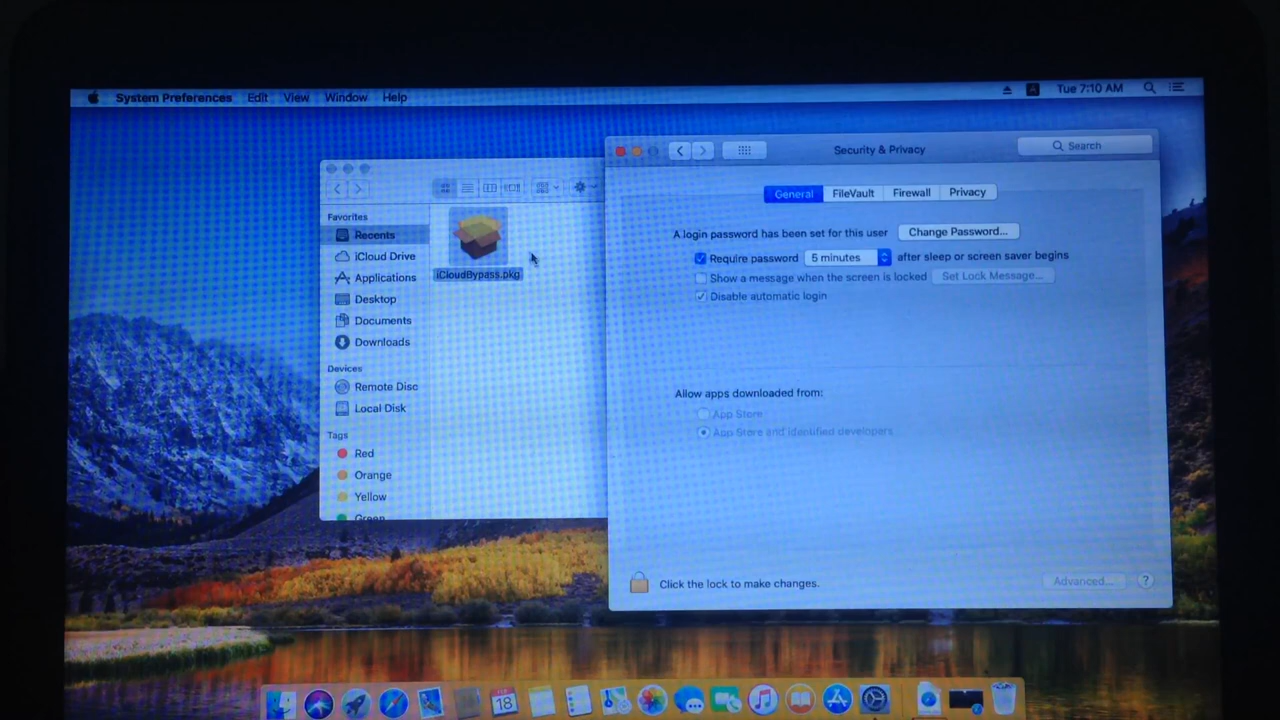 System Preferences Edit View Window Help
Tue 7:10 AM
Security & Privacy
Search
General FileVault Firewall Privacy
Favorites
Recents
iCloud Drive
Applications
Desktop
Documents
Downloads
Devices
Remote Disc
Local Disk
Tags
Red
Orange
Yellow
Green
iCloudBypass.pkg
A login password has been set for this user Change Password...
Require password 5 minutes after sleep or screen saver begins
Show a message when the screen is locked Set Lock Message...
Disable automatic login
Allow apps downloaded from:
App Store
App Store and identified developers
Click the lock to make changes.
Advanced... ?
18